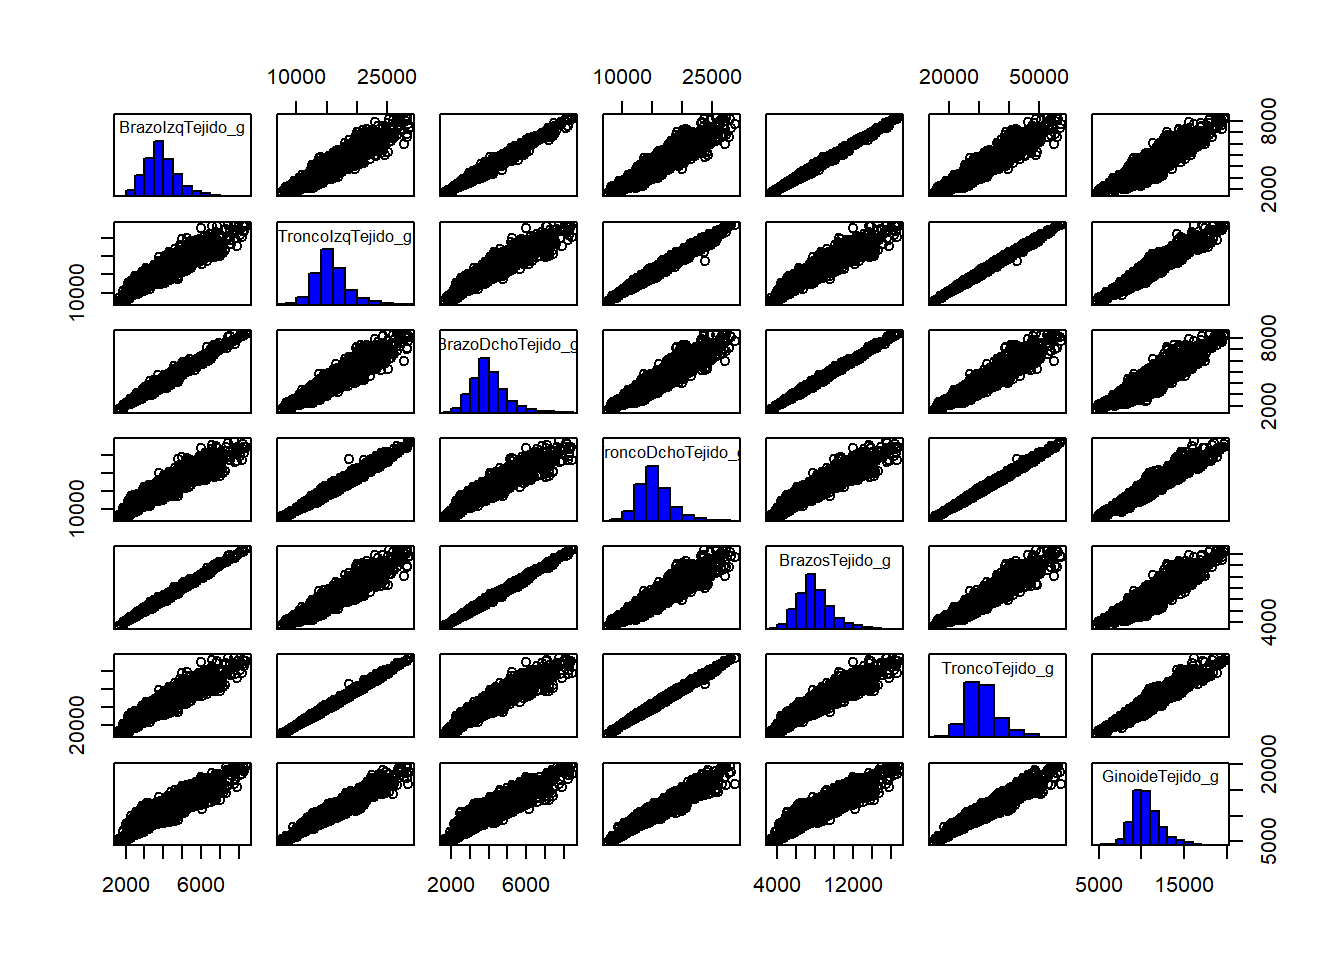 10000 25000 10000 25000 20000 50000
BrazoIzqTejido_g
2000 8000
TroncoIzqTejido_g
10000
BrazoDchoTejido_g
2000 8000
roncoDchoTejido_g
10000
BrazosTejido_g
4000
TroncoTejido_g
20000
GinoideTejido_g
5000 20000
2000 6000 2000 6000 4000 12000 5000 15000